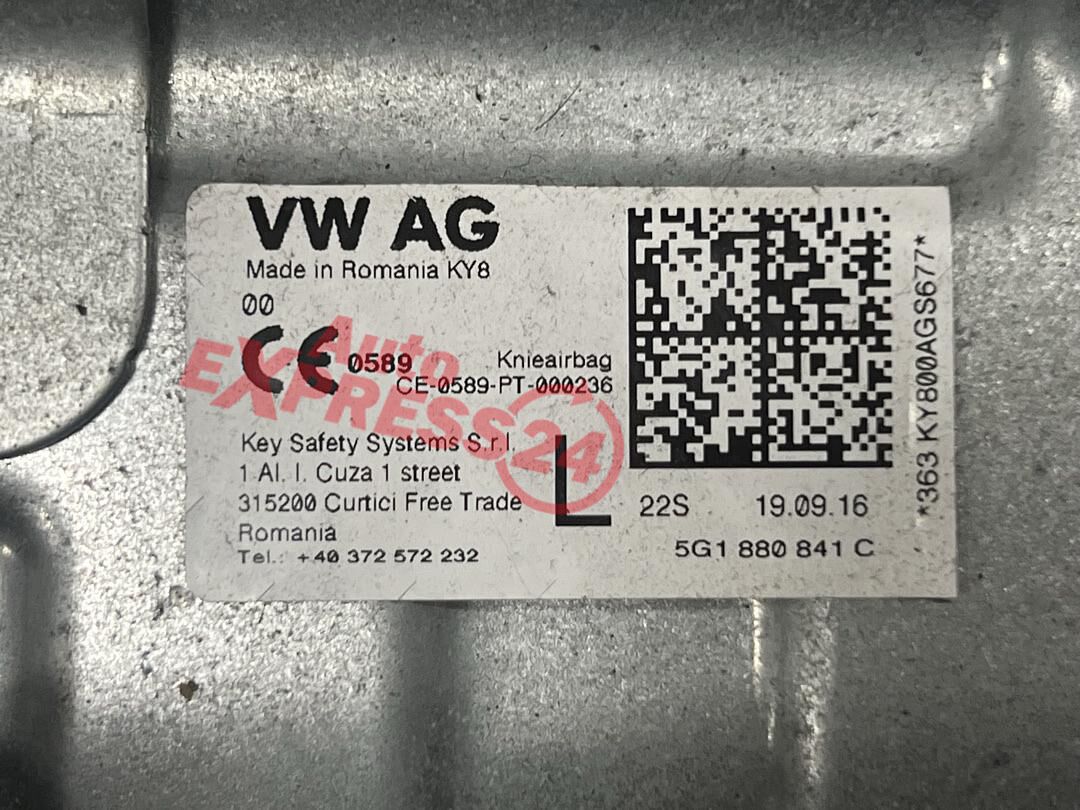 VW AG
Made in Romania KY8
00
CE 0589 Knieairbag
CE-0589-PT-000236
Auto
EXPRESS24
Key Safety Systems S.r.l.
1 Al. I. Cuza 1 street
315200 Curtici Free Trade
Romania
Tel.: +40 372 572 232
L
22S 19.09.16
5G1 880 841 C
*363 KY800AGS677*